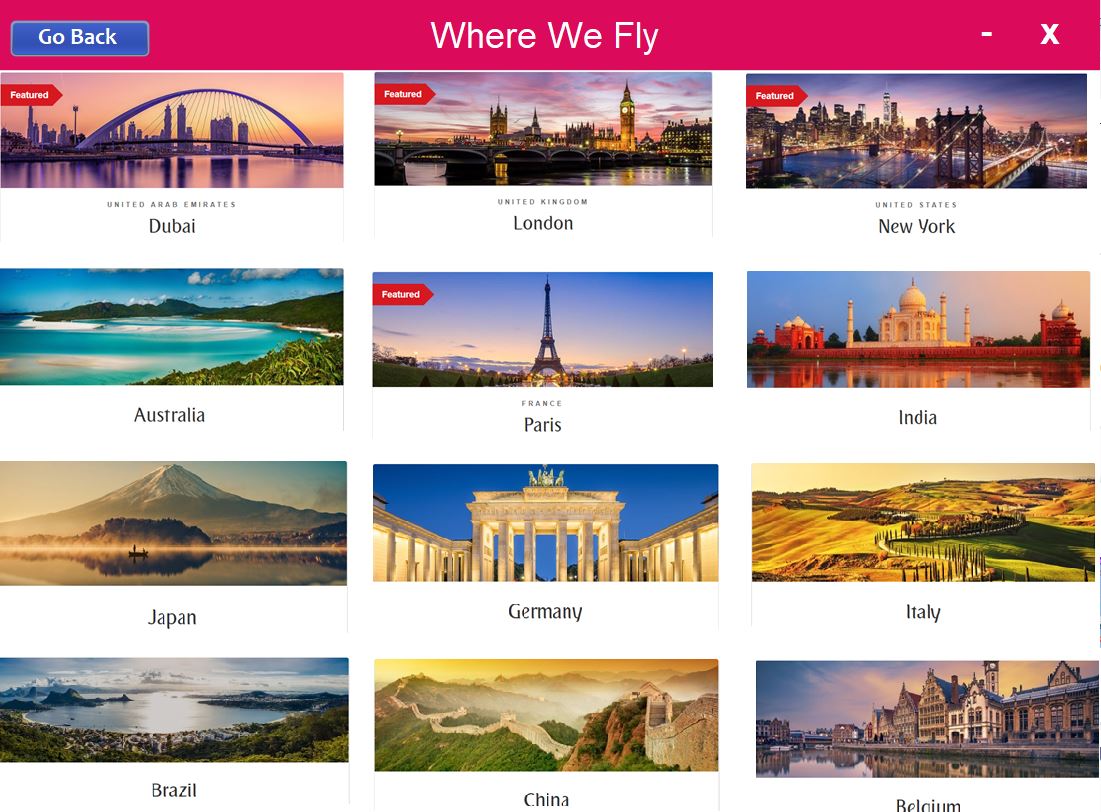 Go Back
Where We Fly
- X
Featured
Featured
Featured
UNITED ARAB EMIRATES
Dubai
UNITED KINGDOM
London
UNITED STATES
New York
Featured
Australia
FRANCE
Paris
India
Japan
Germany
Italy
Brazil
China
Belgium